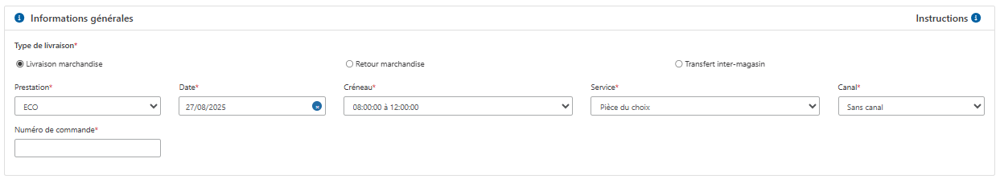 Informations générales
Instructions
Type de livraison*
Livraison marchandise
Retour marchandise
Transfert inter-magasin
Prestation*
Date*
Créneau*
Service*
Canal*
ECO
27/08/2025
08:00:00 à 12:00:00
Pièce du choix
Sans canal
Numéro de commande*